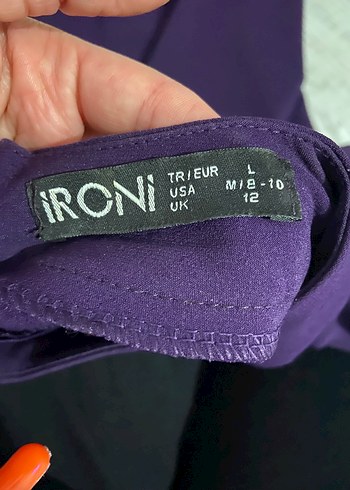 iRONi
TR/EUR L
USA M/8-10
UK 12